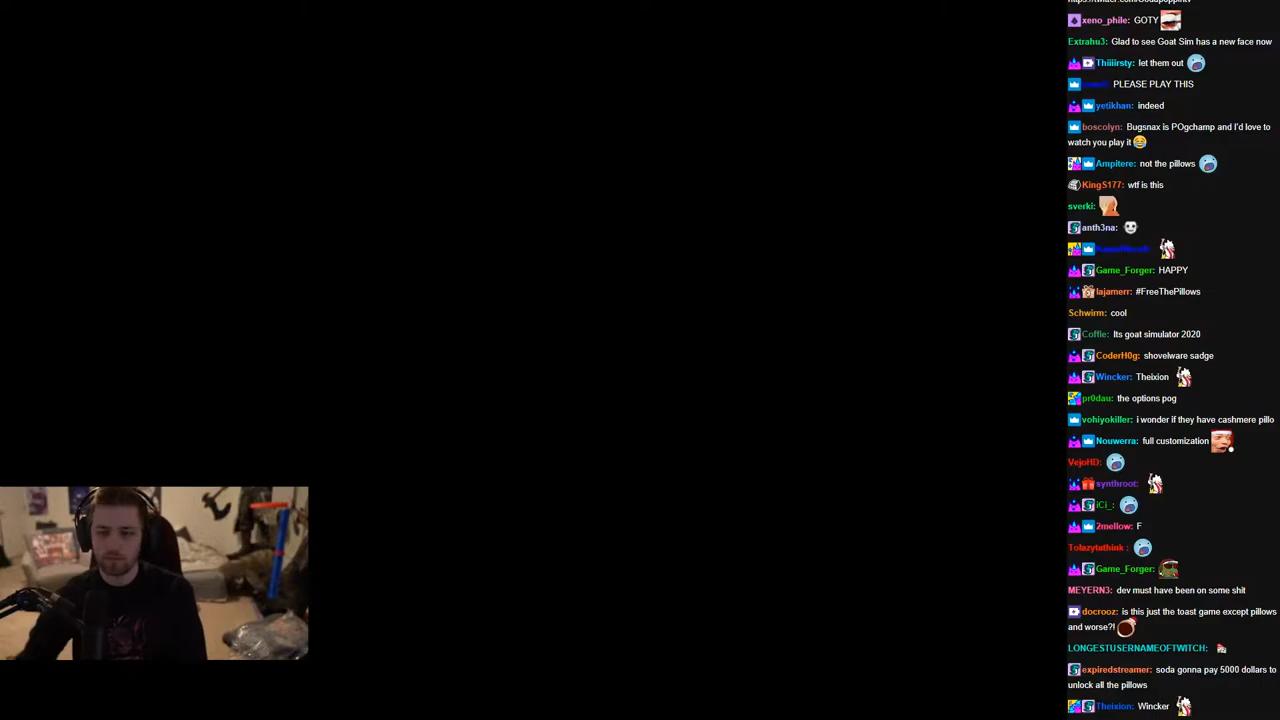 xeno_phile: GOTY
Extrahu3: Glad to see Goat Sim has a new face now
Thiiiirsty: let them out
PLEASE PLAY THIS
yetikhan: indeed
boscolyn: Bugsnax is POgchamp and I'd love to
watch you play it
Ampitere: not the pillows
KingS177: wtf is this
sverki:
anth3na:
Game_Forger: HAPPY
lajamerr: #FreeThePillows
Schwirm: cool
Coffle: Its goat simulator 2020
CoderH0g: shovelware sadge
Wincker: Theixion
pr0dau: the options pog
vohiyokiller: i wonder if they have cashmere pillo
Nouwerra: full customization
VejoHD:
synthroot:
iCi_:
2mellow: F
Tolazytuthink :
Game_Forger:
MEYERN3: dev must have been on some shit
docrooz: is this just the toast game except pillows
and worse?!
LONGESTUSERNAMEOFTWITCH:
expiredstreamer: soda gonna pay 5000 dollars to
unlock all the pillows
Theixion: Wincker